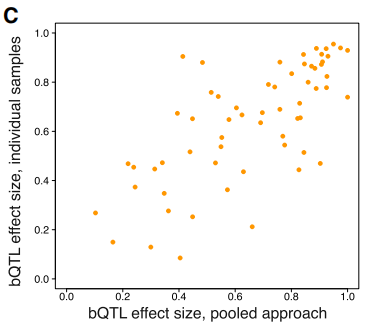 C
bQTL effect size, individual samples
1.0
0.8
0.6
0.4
0.2
0.0
0.0 0.2 0.4 0.6 0.8 1.0
bQTL effect size, pooled approach